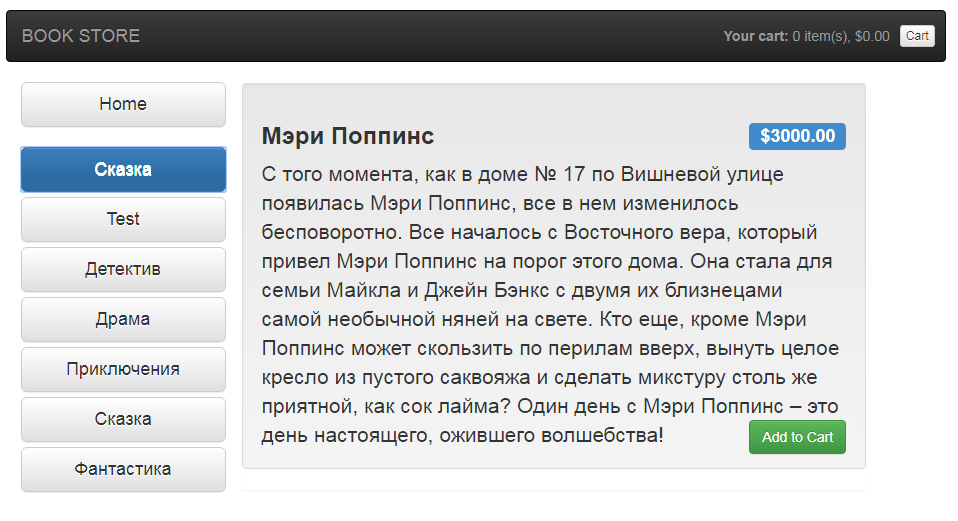 BOOK STORE
Your cart: 0 item(s), $0.00 Cart
Home
Сказка
Test
Детектив
Драма
Приключения
Сказка
Фантастика
Мэри Поппинс
$3000.00
С того момента, как в доме № 17 по Вишневой улице
появилась Мэри Поппинс, все в нем изменилось
бесповоротно. Все началось с Восточного вера, который
привел Мэри Поппинс на порог этого дома. Она стала для
семьи Майкла и Джейн Бэнкс с двумя их близнецами
самой необычной няней на свете. Кто еще, кроме Мэри
Поппинс может скользить по перилам вверх, вынуть целое
кресло из пустого саквояжа и сделать микстуру столь же
приятной, как сок лайма? Один день с Мэри Поппинс – это
день настоящего, ожившего волшебства!
Add to Cart